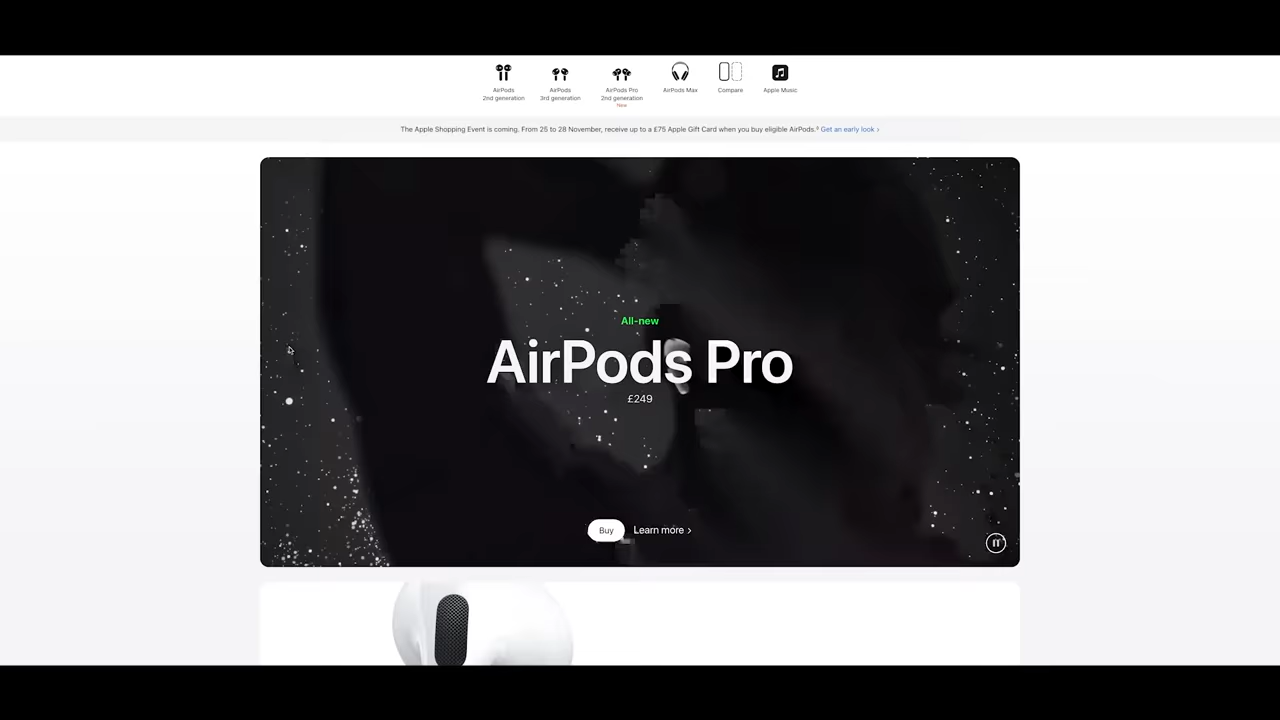 AirPods
2nd generation
AirPods
3rd generation
AirPods Pro
2nd generation
New
AirPods Max
Compare
Apple Music
The Apple Shopping Event is coming. From 25 to 28 November, receive up to a £75 Apple Gift Card when you buy eligible AirPods.§ Get an early look >
All-new
AirPods Pro
£249
Buy
Learn more >